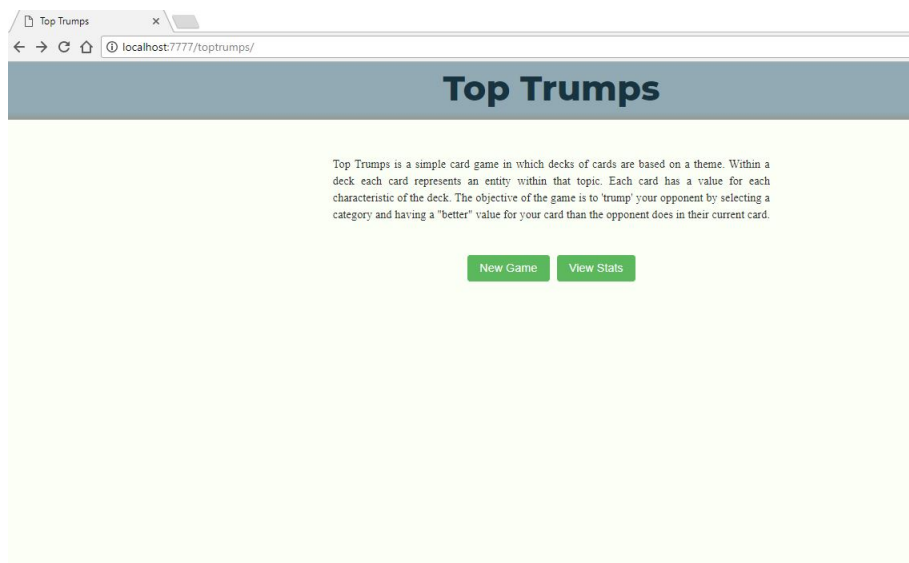 Top Trumps
localhost:7777/toptrumps/
Top Trumps
Top Trumps is a simple card game in which decks of cards are based on a theme. Within a
deck each card represents an entity within that topic. Each card has a value for each
characteristic of the deck. The objective of the game is to 'trump' your opponent by selecting a
category and having a "better" value for your card than the opponent does in their current card.
New Game View Stats